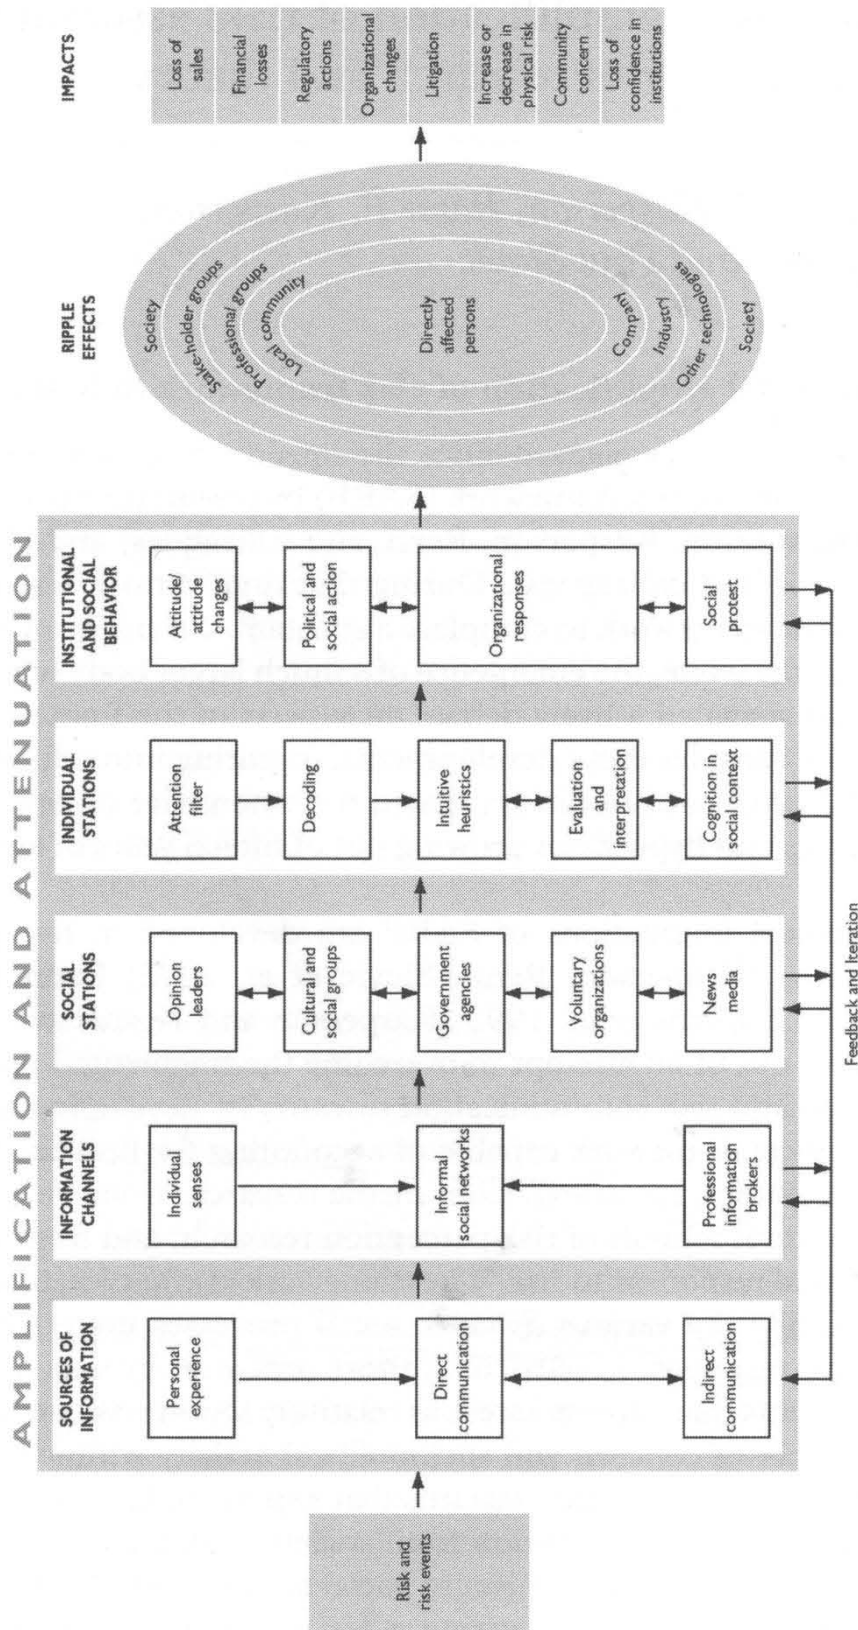 AMPLIFICATION AND ATTENUATION
Risk and
risk events
SOURCES OF
INFORMATION
Personal
experience
Direct
communication
Indirect
communication
INFORMATION
CHANNELS
Individual
senses
Informal
social networks
Professional
information
brokers
SOCIAL
STATIONS
Opinion
leaders
Cultural and
social groups
Government
agencies
Voluntary
organizations
News
media
INDIVIDUAL
STATIONS
Attention
filter
Decoding
Intuitive
heuristics
Evaluation
and
interpretation
Cognition in
social context
INSTITUTIONAL
AND SOCIAL
BEHAVIOR
Attitude/
attitude
changes
Political and
social action
Organizational
responses
Social
protest
Feedback and Iteration
RIPPLE
EFFECTS
Society
Stake-holder groups
Professional groups
Local community
Directly
affected
persons
Company
Industry
Other technologies
Society
IMPACTS
Loss of
sales
Financial
losses
Regulatory
actions
Organizational
changes
Litigation
Increase or
decrease in
physical risk
Community
concern
Loss of
confidence in
institutions